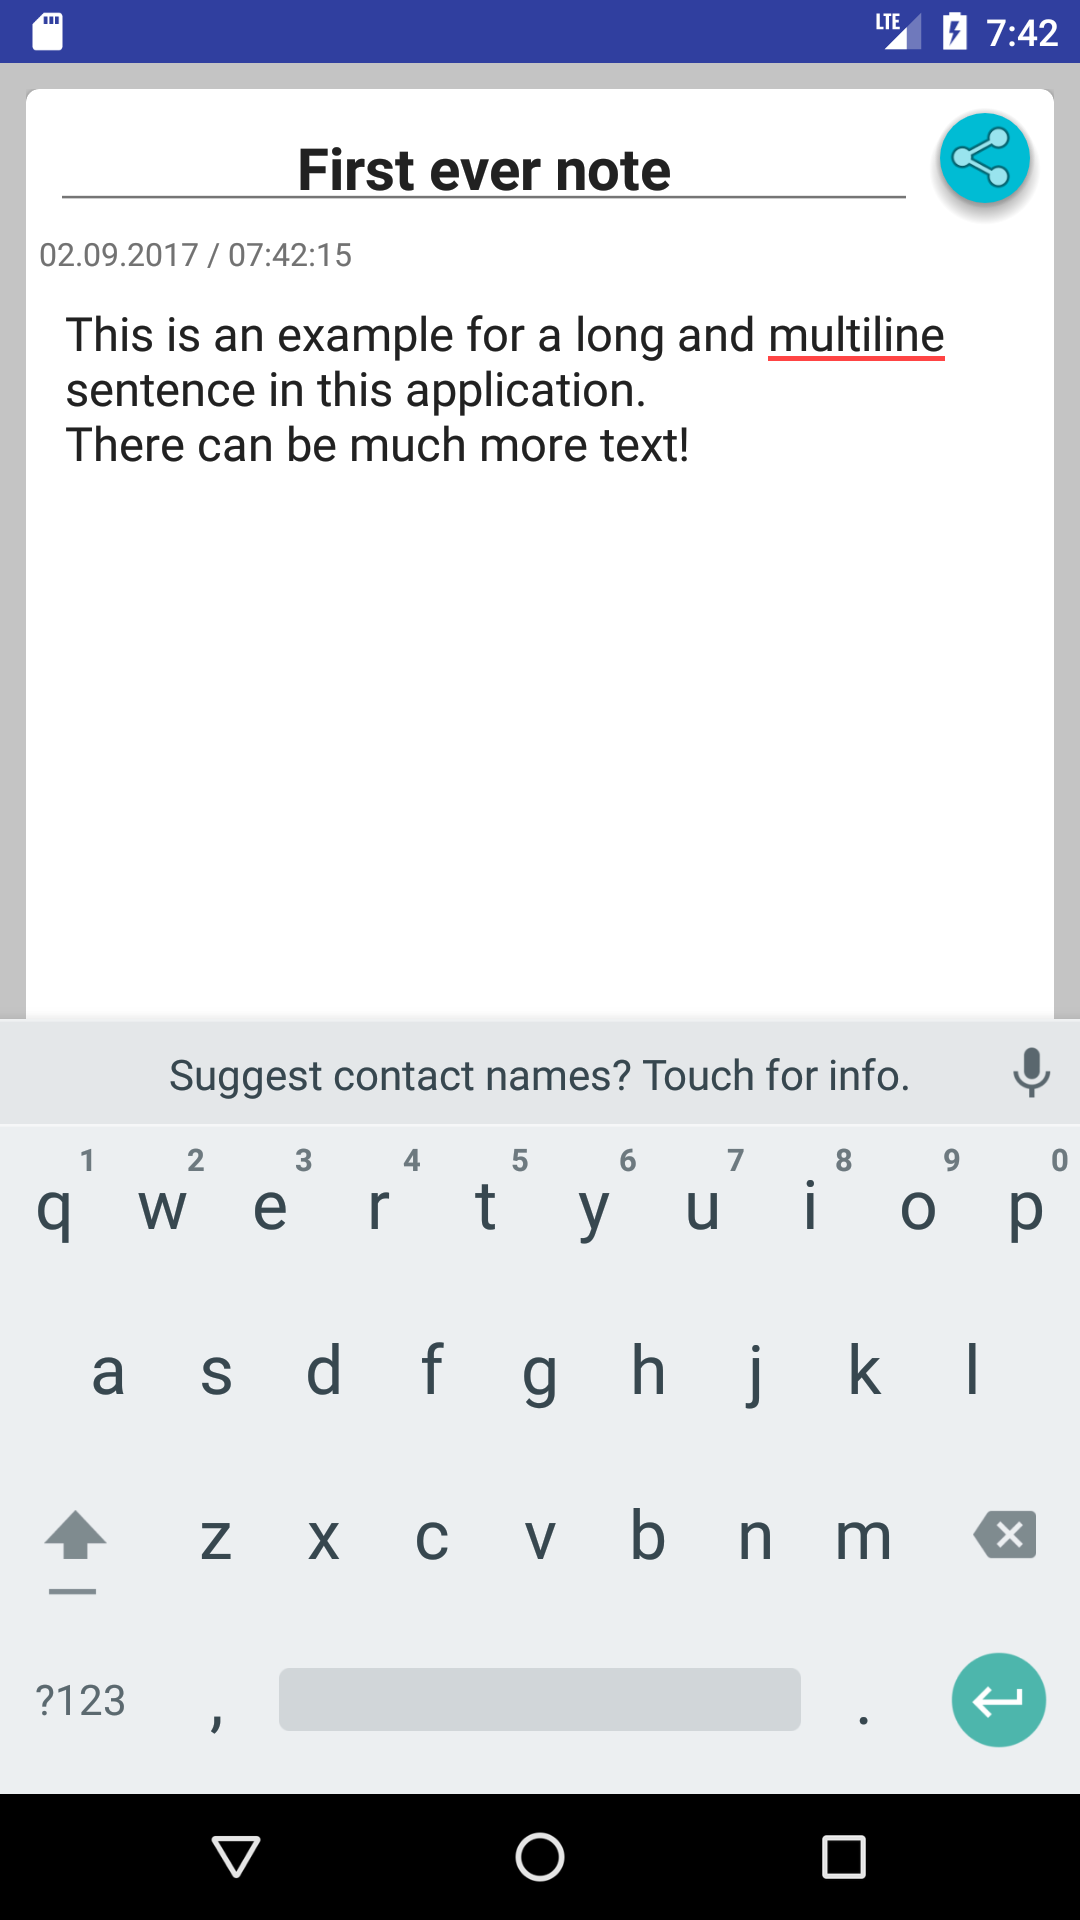 LTE 7:42
First ever note
02.09.2017 / 07:42:15
This is an example for a long and multiline
sentence in this application.
There can be much more text!
Suggest contact names? Touch for info.
1 2 3 4 5 6 7 8 9 0
q w e r t y u i o p
a s d f g h j k l
z x c v b n m
?123 , .